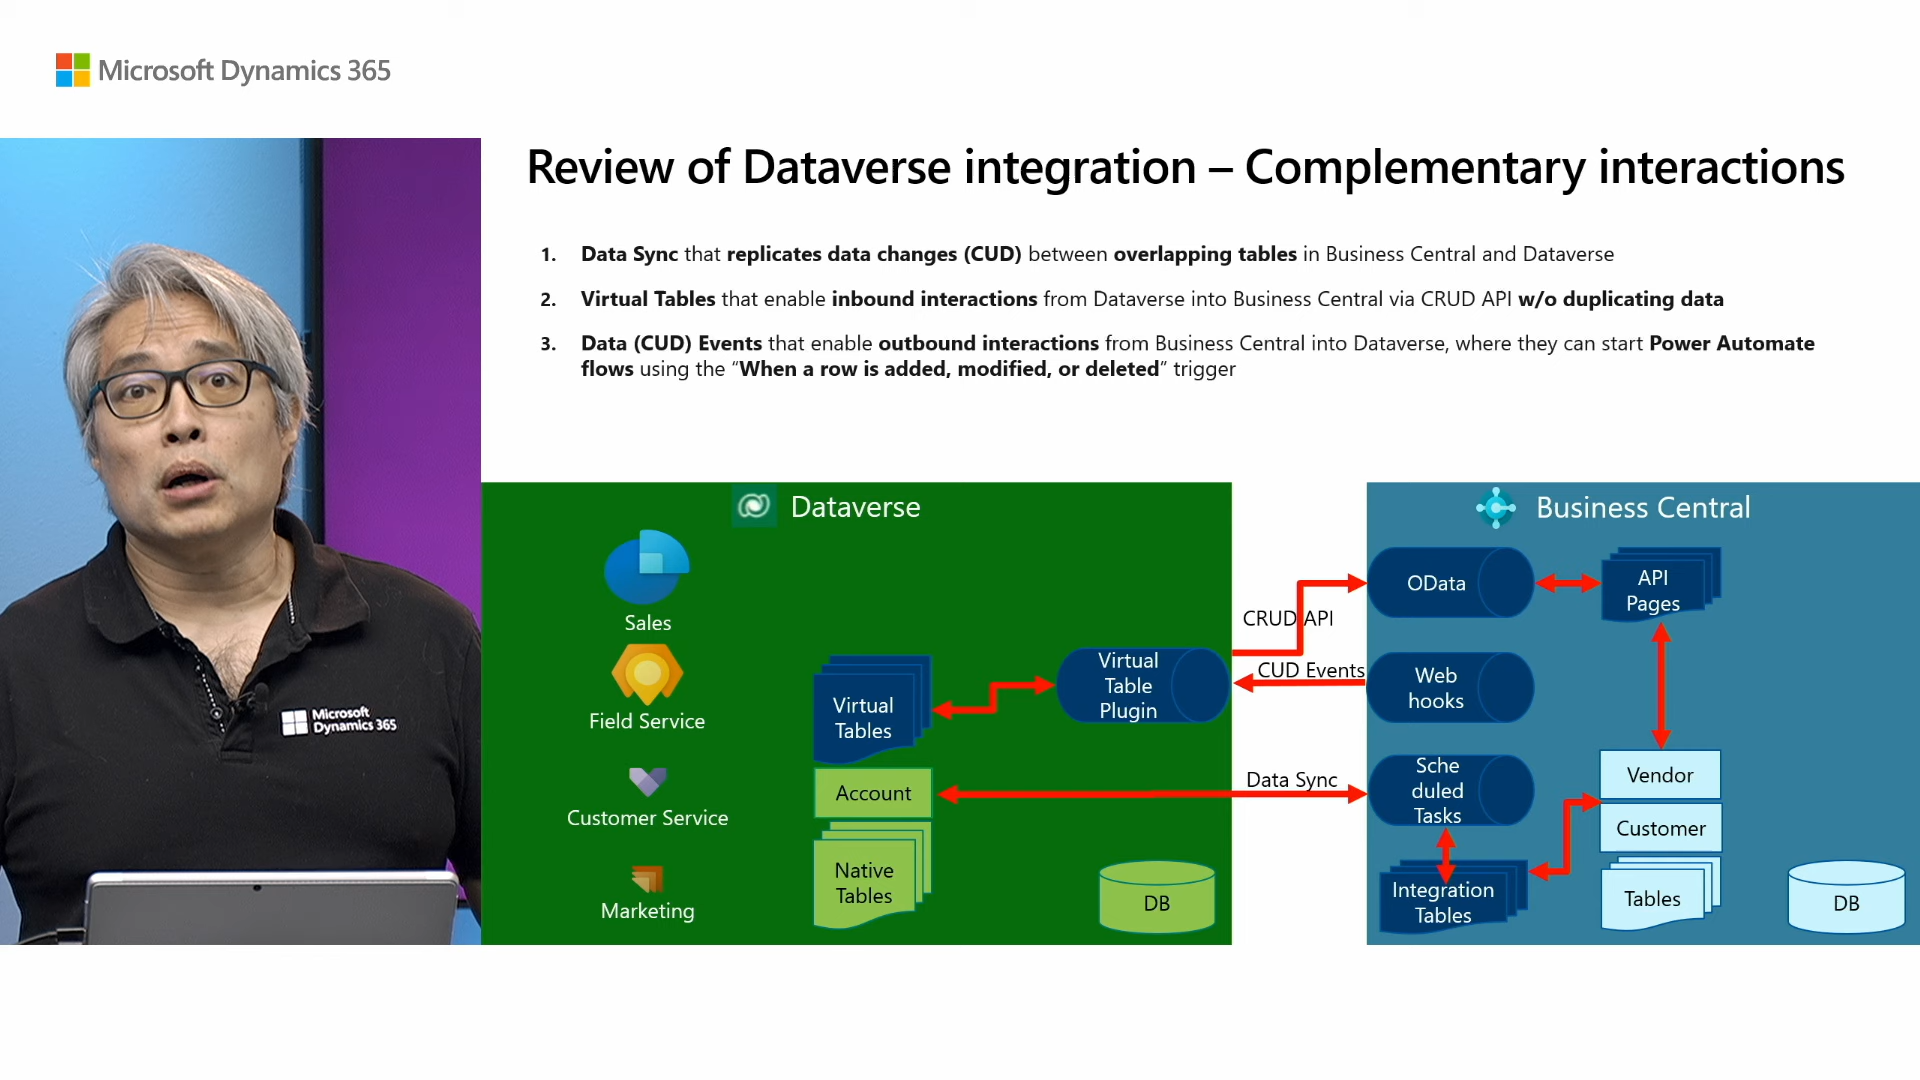 Microsoft Dynamics 365
Review of Dataverse integration – Complementary interactions
1. Data Sync that replicates data changes (CUD) between overlapping tables in Business Central and Dataverse
2. Virtual Tables that enable inbound interactions from Dataverse into Business Central via CRUD API w/o duplicating data
3. Data (CUD) Events that enable outbound interactions from Business Central into Dataverse, where they can start Power Automate
flows using the “When a row is added, modified, or deleted” trigger
Microsoft
Dynamics 365
Dataverse
Sales
Field Service
Customer Service
Marketing
Virtual
Tables
Account
Native
Tables
Virtual
Table
Plugin
DB
CRUD API
CUD Events
Data Sync
Business Central
OData
API
Pages
Web
hooks
Sche
duled
Tasks
Integration
Tables
Vendor
Customer
Tables
DB